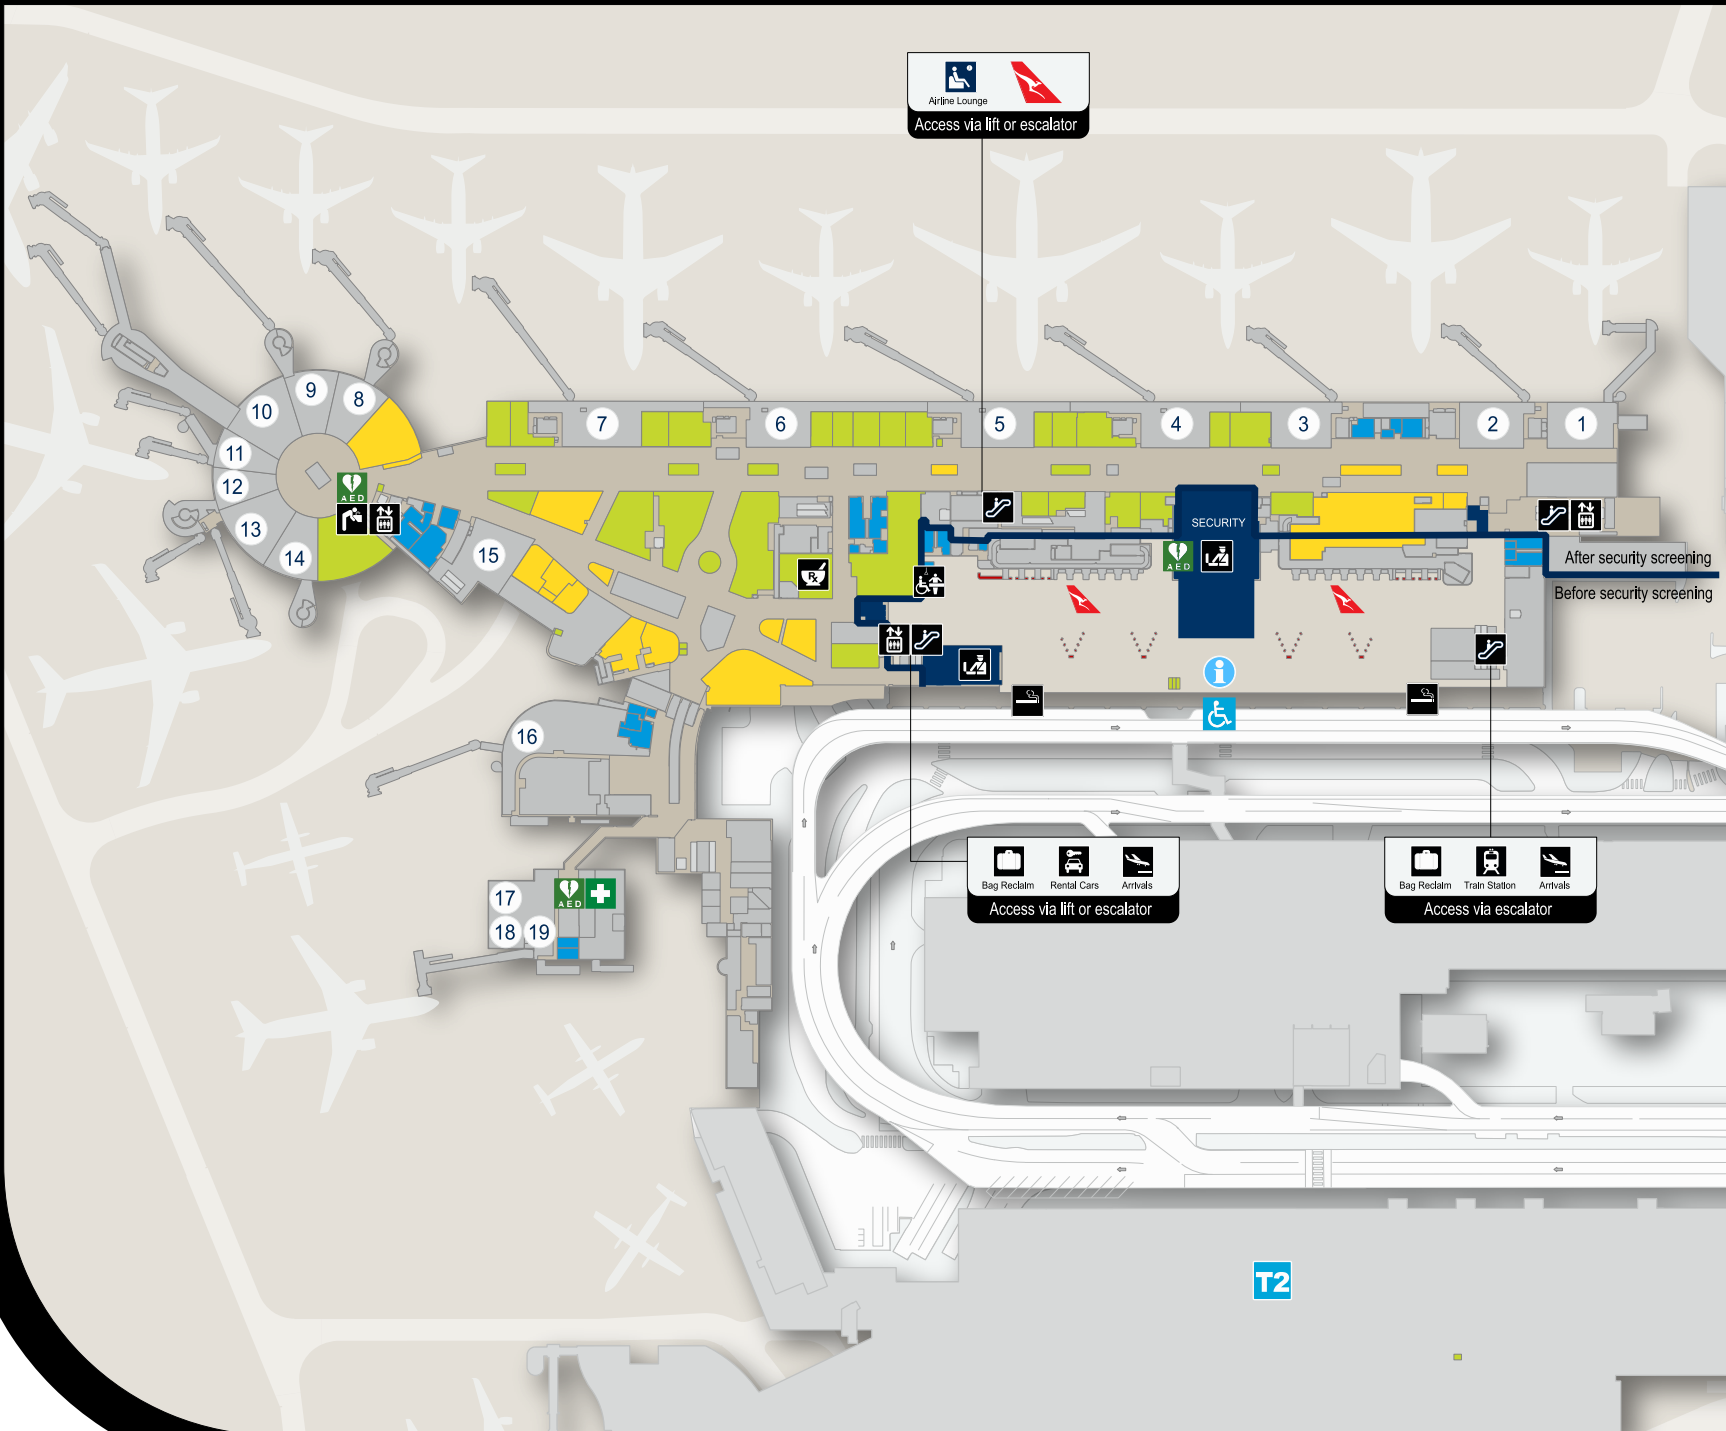 Airline Lounge
Access via lift or escalator
9
8
10
7
6
5
4
3
2
1
11
12
AED
13
14
15
Rx
SECURITY
AED
After security screening
Before security screening
i
16
17
AED
18
19
Bag Reclaim
Rental Cars
Arrivals
Access via lift or escalator
Bag Reclaim
Train Station
Arrivals
Access via escalator
T2